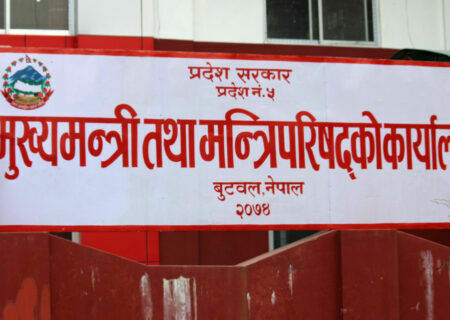 प्रदेश सरकार
प्रदेश नं. ५
मुख्यमन्त्री तथा मन्त्रिपरिषद्को कार्याल
बुटवल, नेपाल
२०७४